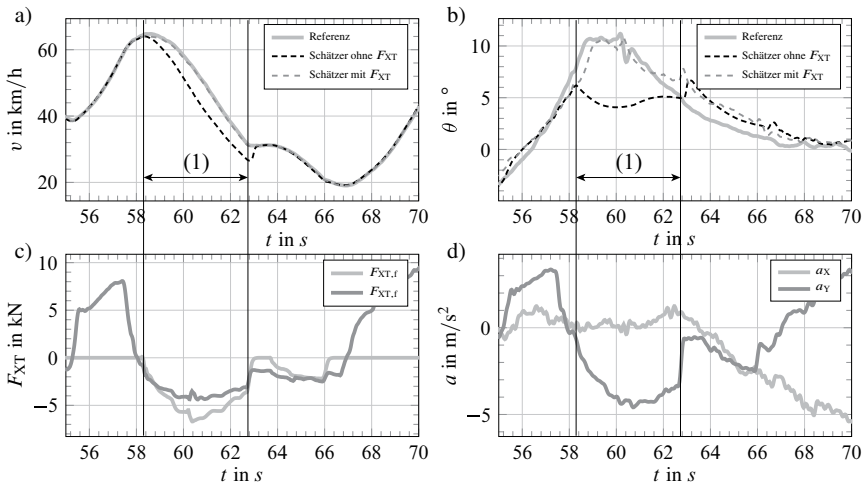 a)
v in km/h
60
40
20
56 58 60 62 64 66 68 70
t in s
(1)
Referenz
Schätzer ohne FXT
Schätzer mit FXT
b)
θ in °
10
5
0
56 58 60 62 64 66 68 70
t in s
(1)
Referenz
Schätzer ohne FXT
Schätzer mit FXT
c)
FXT in kN
10
5
0
−5
56 58 60 62 64 66 68 70
t in s
FXT,f
FXT,f
d)
a in m/s²
0
−5
56 58 60 62 64 66 68 70
t in s
aX
aY